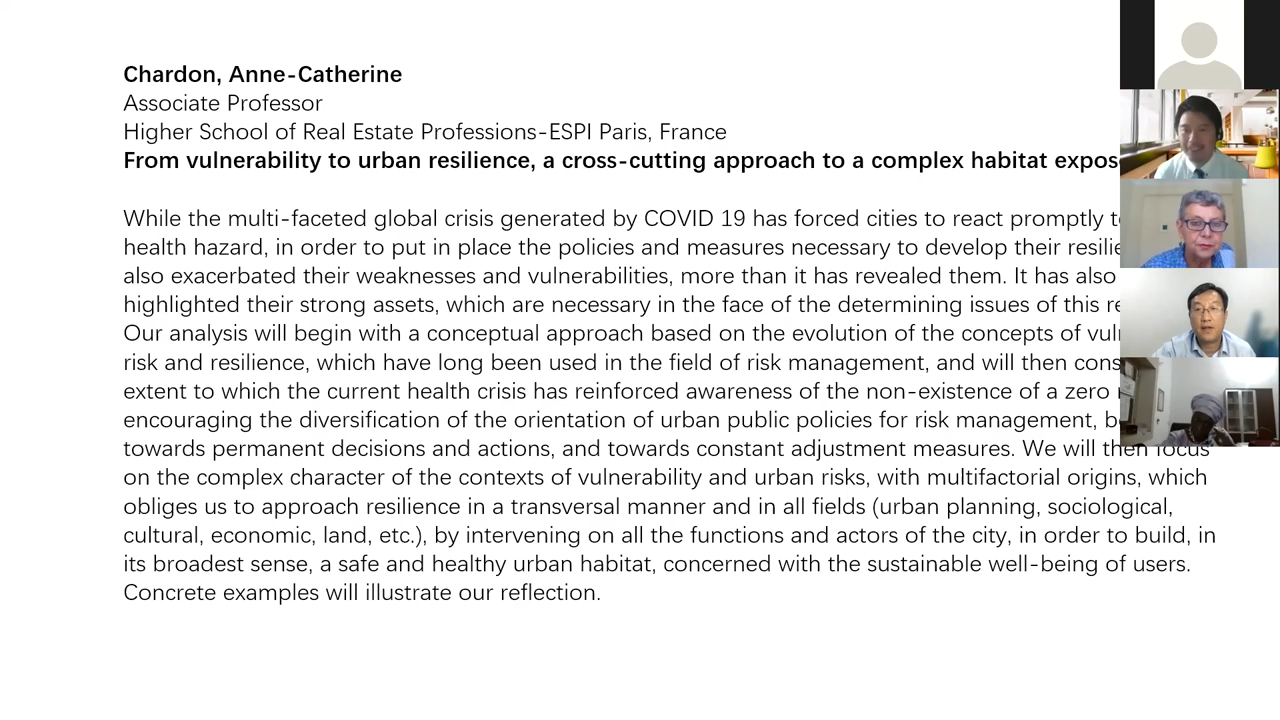 Chardon, Anne-Catherine
Associate Professor
Higher School of Real Estate Professions-ESPI Paris, France
From vulnerability to urban resilience, a cross-cutting approach to a complex habitat
While the multi-faceted global crisis generated by COVID 19 has forced cities to react promptly
health hazard, in order to put in place the policies and measures necessary to develop their
also exacerbated their weaknesses and vulnerabilities, more than it has revealed them. It has also
highlighted their strong assets, which are necessary in the face of the determining issues of this
Our analysis will begin with a conceptual approach based on the evolution of the concepts of
risk and resilience, which have long been used in the field of risk management, and will then
extent to which the current health crisis has reinforced awareness of the non-existence of a zero
encouraging the diversification of the orientation of urban public policies for risk management,
towards permanent decisions and actions, and towards constant adjustment measures. We will then focus
on the complex character of the contexts of vulnerability and urban risks, with multifactorial origins, which
obliges us to approach resilience in a transversal manner and in all fields (urban planning, sociological,
cultural, economic, land, etc.), by intervening on all the functions and actors of the city, in order to build, in
its broadest sense, a safe and healthy urban habitat, concerned with the sustainable well-being of users.
Concrete examples will illustrate our reflection.